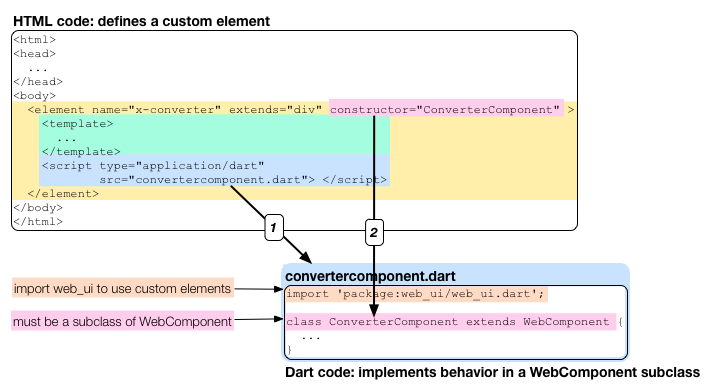 HTML code: defines a custom element
<html>
<head>
...
</head>
<body>
<element name="x-converter" extends="div" constructor="ConverterComponent" >
<template>
...
</template>
<script type="application/dart"
src="convertercomponent.dart"> </script>
</element>
</body>
</html>
1
2
convertercomponent.dart
import web_ui to use custom elements
import 'package:web_ui/web_ui.dart';
must be a subclass of WebComponent
class ConverterComponent extends WebComponent {
...
}
Dart code: implements behavior in a WebComponent subclass